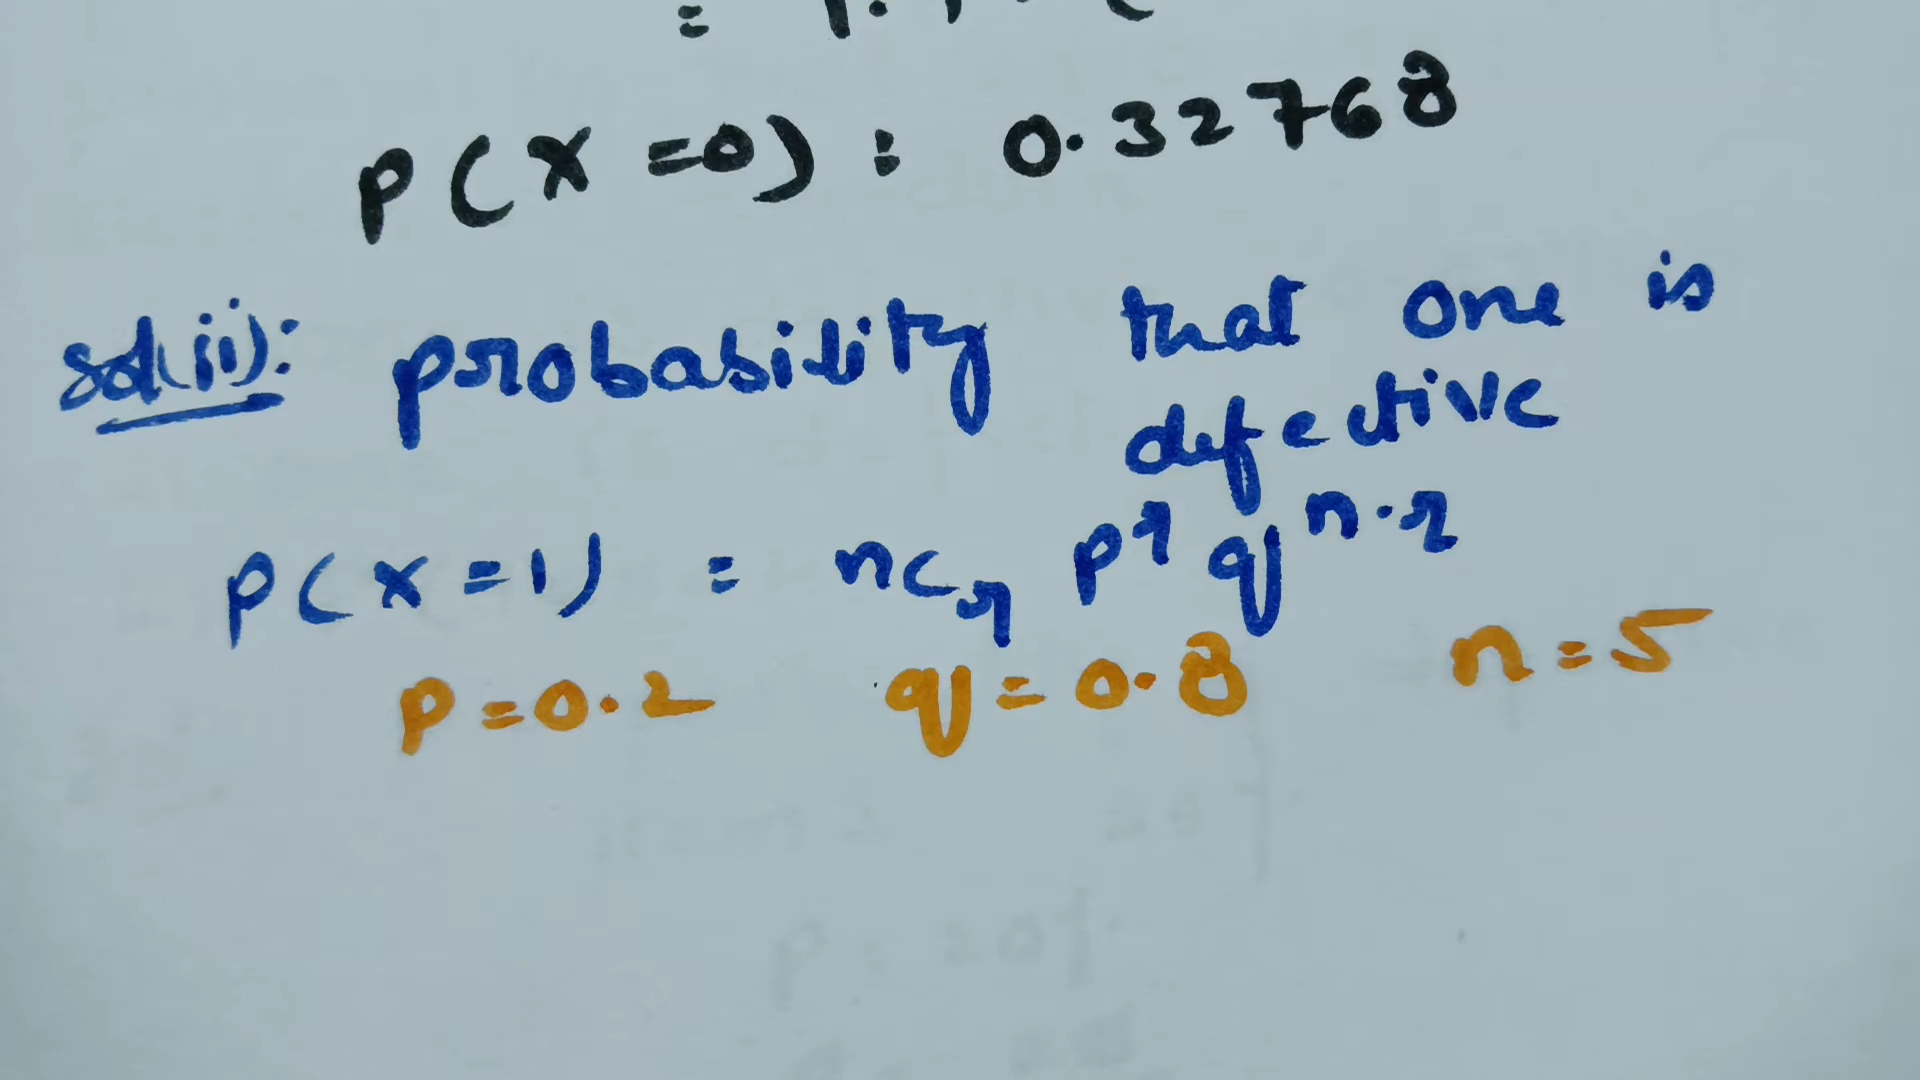 P(X=0) = 0.32768
sol(ii): probability that one is
defective
P(X=1) = nCr p^r q^n-r
P=0.2 q=0.8 n=5